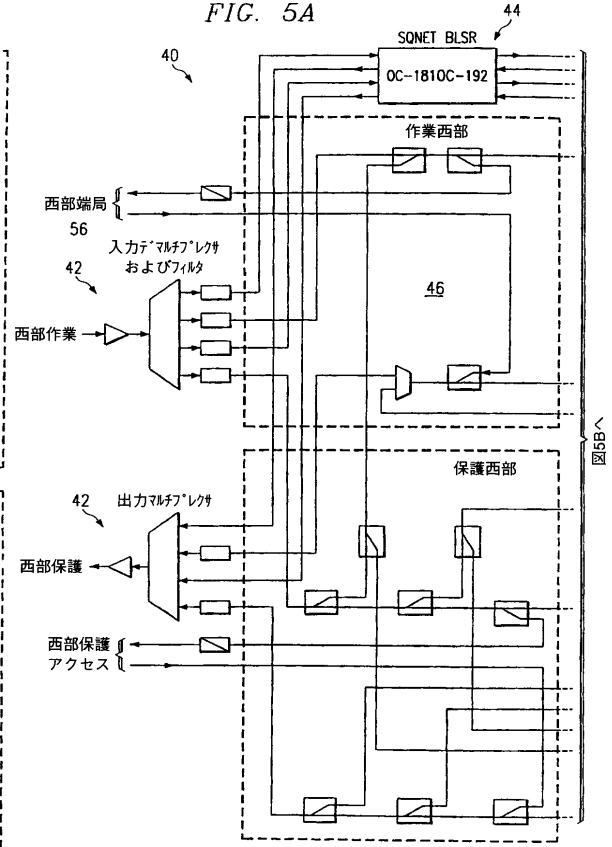 FIG. 5A
44
SQNET BLSR
40
OC-181OC-192
作業西部
西部端局
56
入力デマルチプレクサ
およびフィルタ
42
46
西部作業
図5Bへ
保護西部
42
出力マルチプレクサ
西部保護
西部保護
アクセス